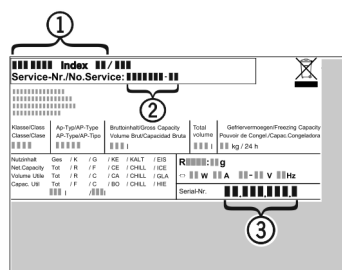 1
Index /
Service-Nr./No.Service: -
2
Klasse/Class Ap-Typ/AP-Type Bruttoinhalt/Gross Capacity Total Gefriervermoegen/Freezing Capacity
Classe/Clase AP-Type/AP-Tipo Volume Brut/Capacidad Bruta volume Pouvoir de Congel./Capac.Congeladora
l l kg / 24 h
Nutzinhalt Ges / K / G / KE / KALT / EIS R : g
Net.Capacity Tot / R / F / CE / CHILL / ICE
Volume Utile Tot / R / C / CA / CHILL / GLA W A - V Hz
Capac. Util Tot / F / C / BO / CHILL / HIE
l / l Serial-Nr. . . .
3